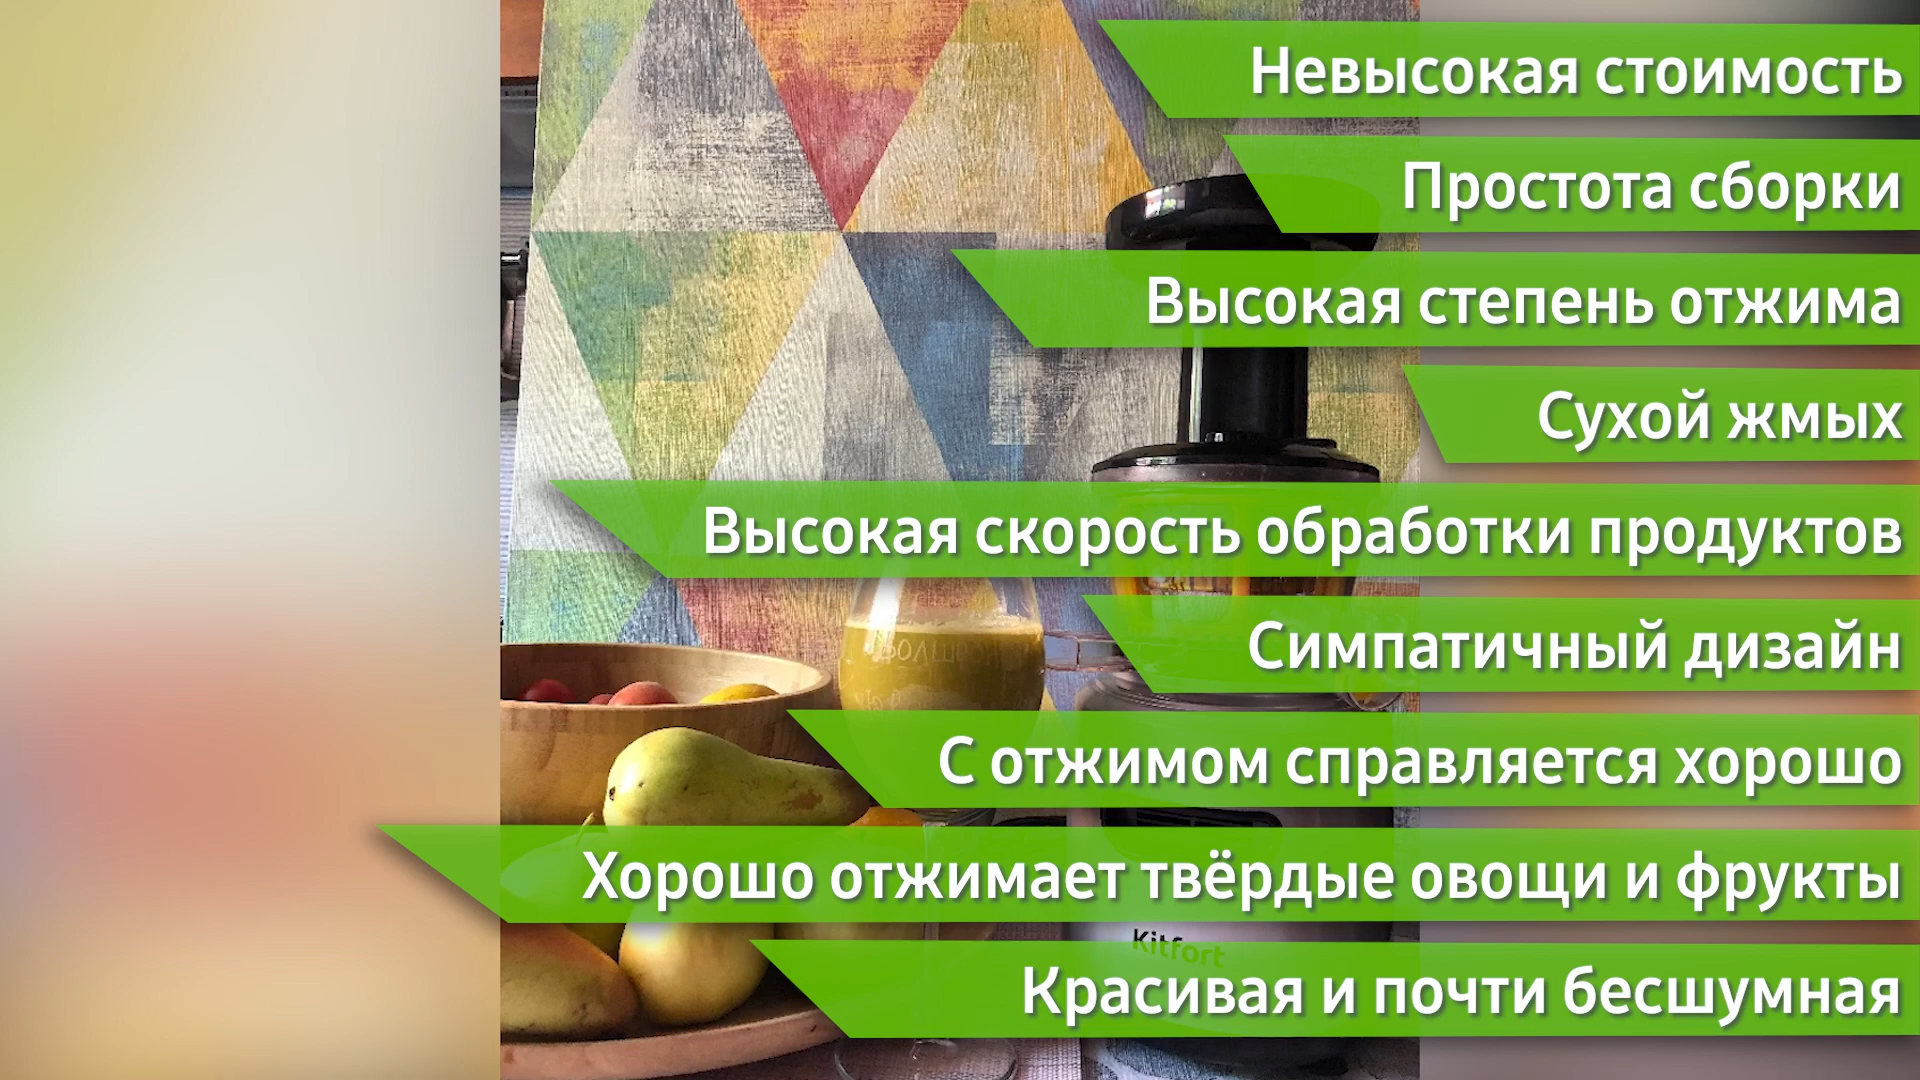 Невысокая стоимость
Простота сборки
Высокая степень отжима
Сухой жмых
Высокая скорость обработки продуктов
Симпатичный дизайн
С отжимом справляется хорошо
Хорошо отжимает твёрдые овощи и фрукты
Kitfort
Красивая и почти бесшумная